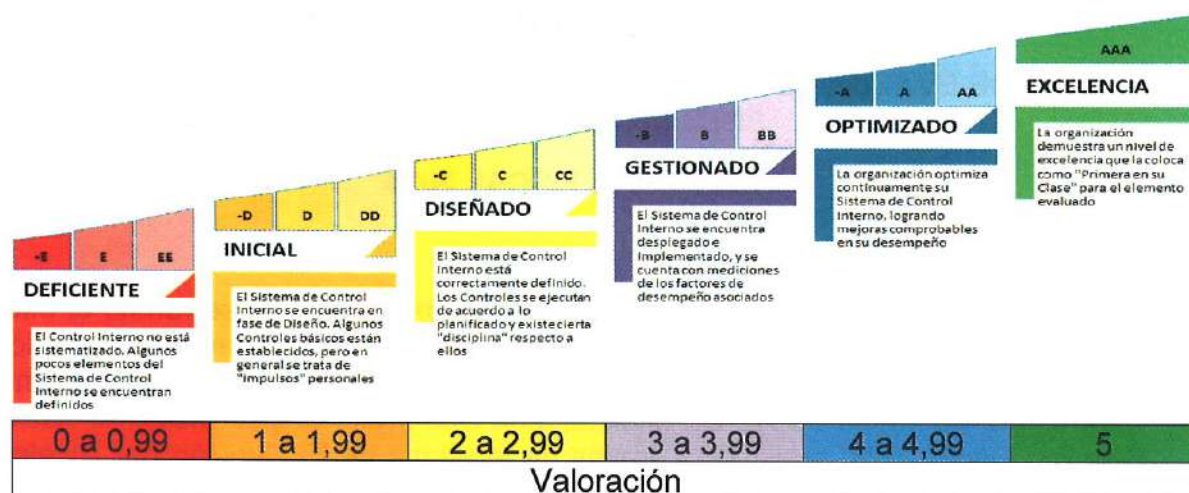 -E E EE
DEFICIENTE
El Control Interno no está
sistematizado. Algunos
pocos elementos del
Sistema de Control
Interno se encuentran
definidos
-D D DD
INICIAL
El Sistema de Control
Interno se encuentra en
fase de Diseño. Algunos
Controles básicos están
establecidos, pero en
general se trata de
"impulsos" personales
-C C CC
DISEÑADO
El Sistema de Control
Interno está
correctamente definido.
Los Controles se ejecutan
de acuerdo a lo
planificado y existe cierta
"disciplina" respecto a
ellos
-B B BB
GESTIONADO
El Sistema de Control
Interno se encuentra
desplegado e
Implementado, y se
cuenta con mediciones
de los factores de
desempeño asociados
-A A AA
OPTIMIZADO
La organización optimiza
continuamente su
Sistema de Control
Interno, logrando
mejoras comprobables
en su desempeño
AAA
EXCELENCIA
La organización
demuestra un nivel de
excelencia que la coloca
como "Primera en su
Clase" para el elemento
evaluado
0 a 0,99
1 a 1,99
2 a 2,99
3 a 3,99
4 a 4,99
5
Valoración